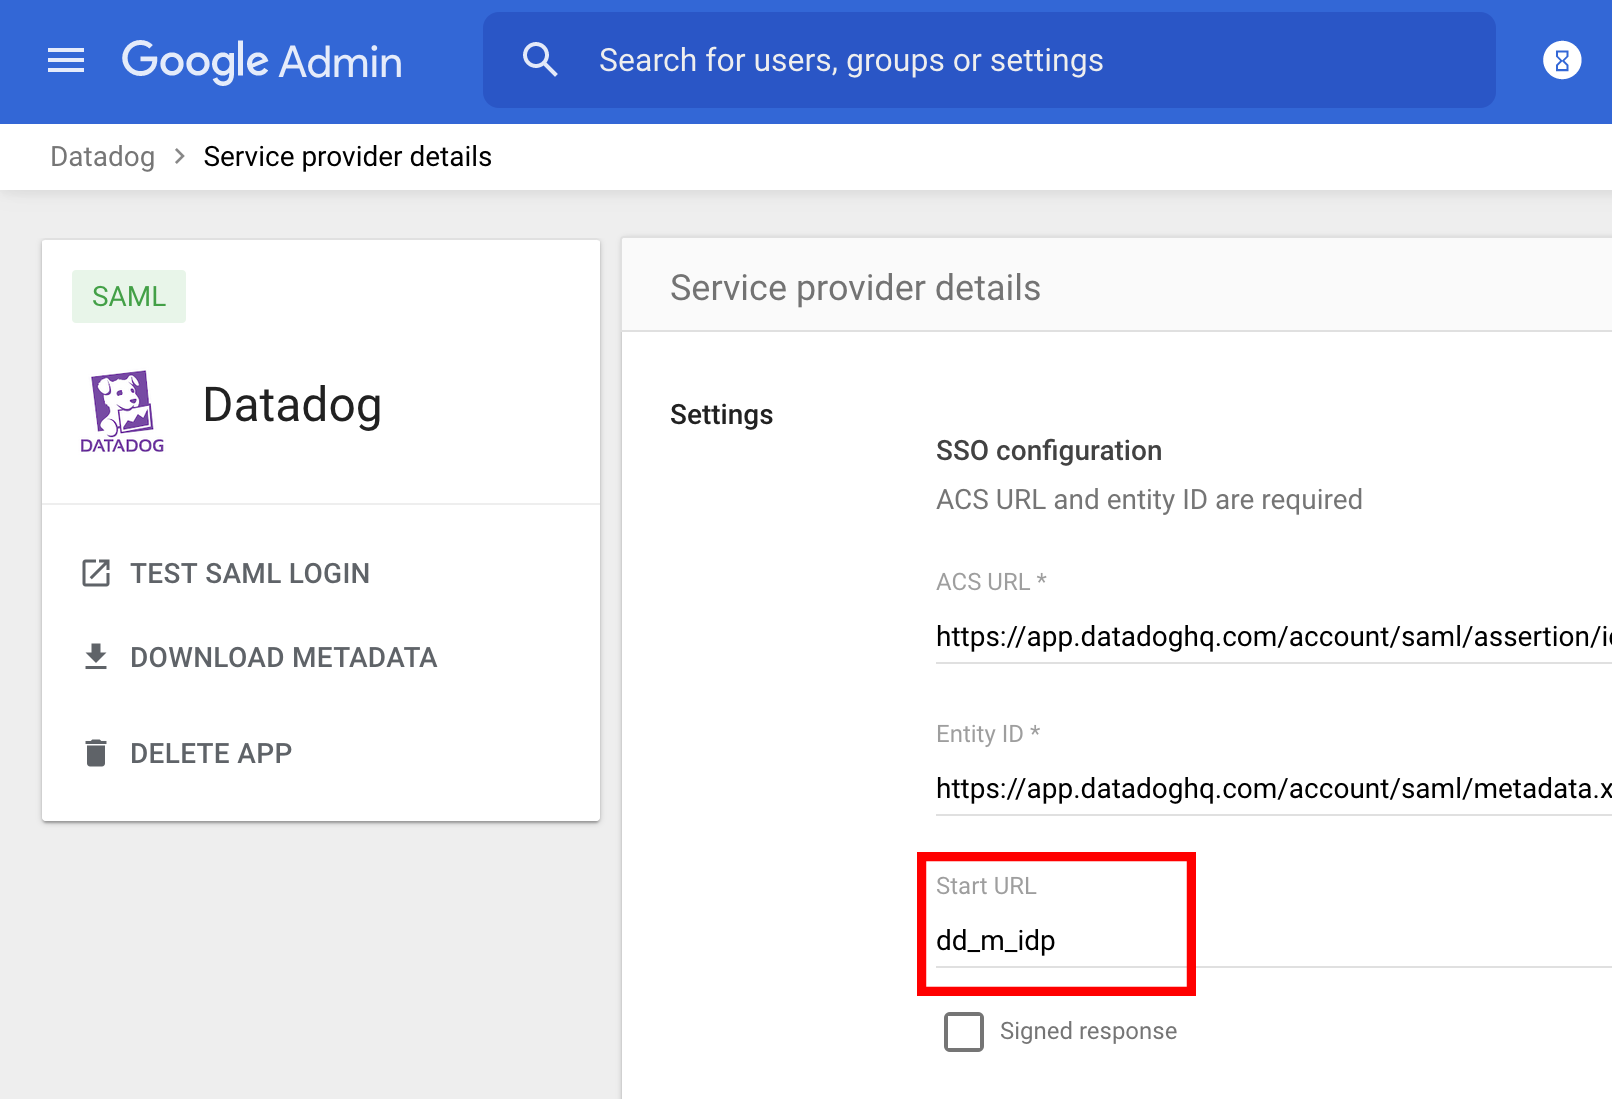 Google Admin
Search for users, groups or settings
Datadog > Service provider details
SAML
DATADOG
Datadog
TEST SAML LOGIN
DOWNLOAD METADATA
DELETE APP
Service provider details
Settings
SSO configuration
ACS URL and entity ID are required
ACS URL *
https://app.datadoghq.com/account/saml/assertion/i
Entity ID *
https://app.datadoghq.com/account/saml/metadata.x
Start URL
dd_m_idp
Signed response